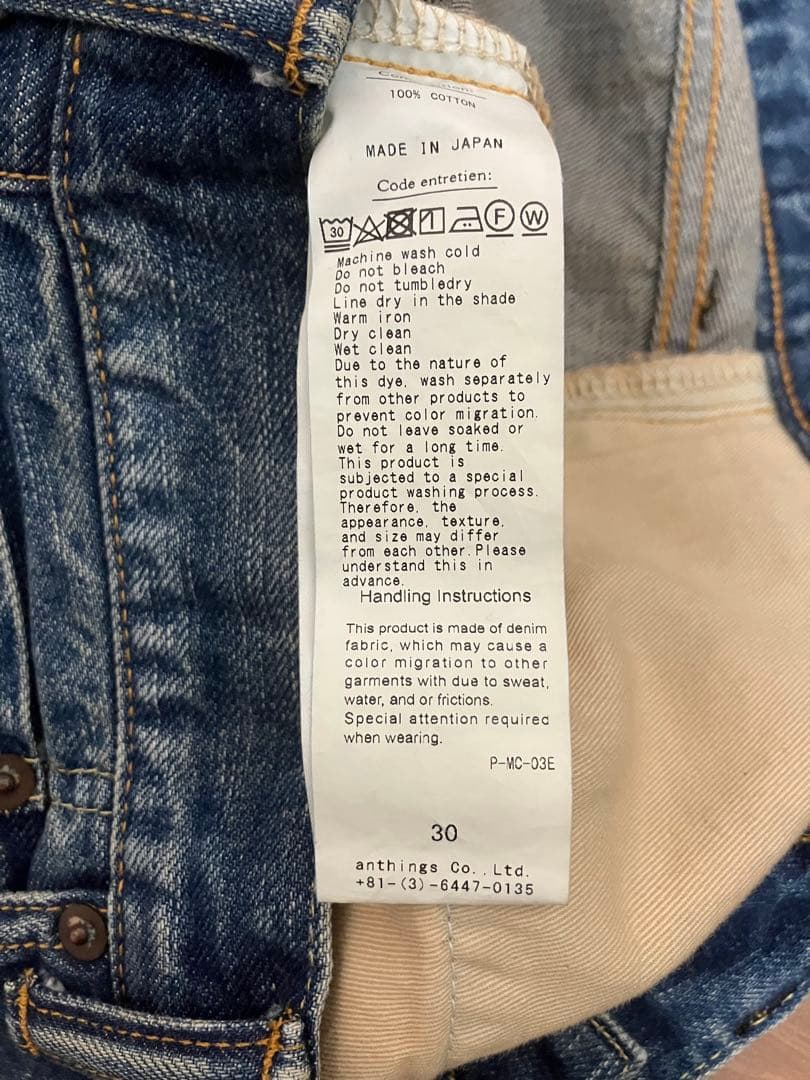 100% COTTON
MADE IN JAPAN
Code entretien:
30 F W
Machine wash cold
Do not bleach
Do not tumbledry
Line dry in the shade
Warm iron
Dry clean
Wet clean
Due to the nature of
this dye, wash separately
from other products to
prevent color migration.
Do not leave soaked or
wet for a long time.
This product is
subjected to a special
product washing process.
Therefore, the
appearance, texture,
and size may differ
from each other.Please
understand this in
advance.
Handling Instructions
This product is made of denim
fabric, which may cause a
color migration to other
garments with due to sweat,
water, and or frictions.
Special attention required
when wearing.
P-MC-03E
30
anthings Co.,Ltd.
+81-(3)-6447-0135